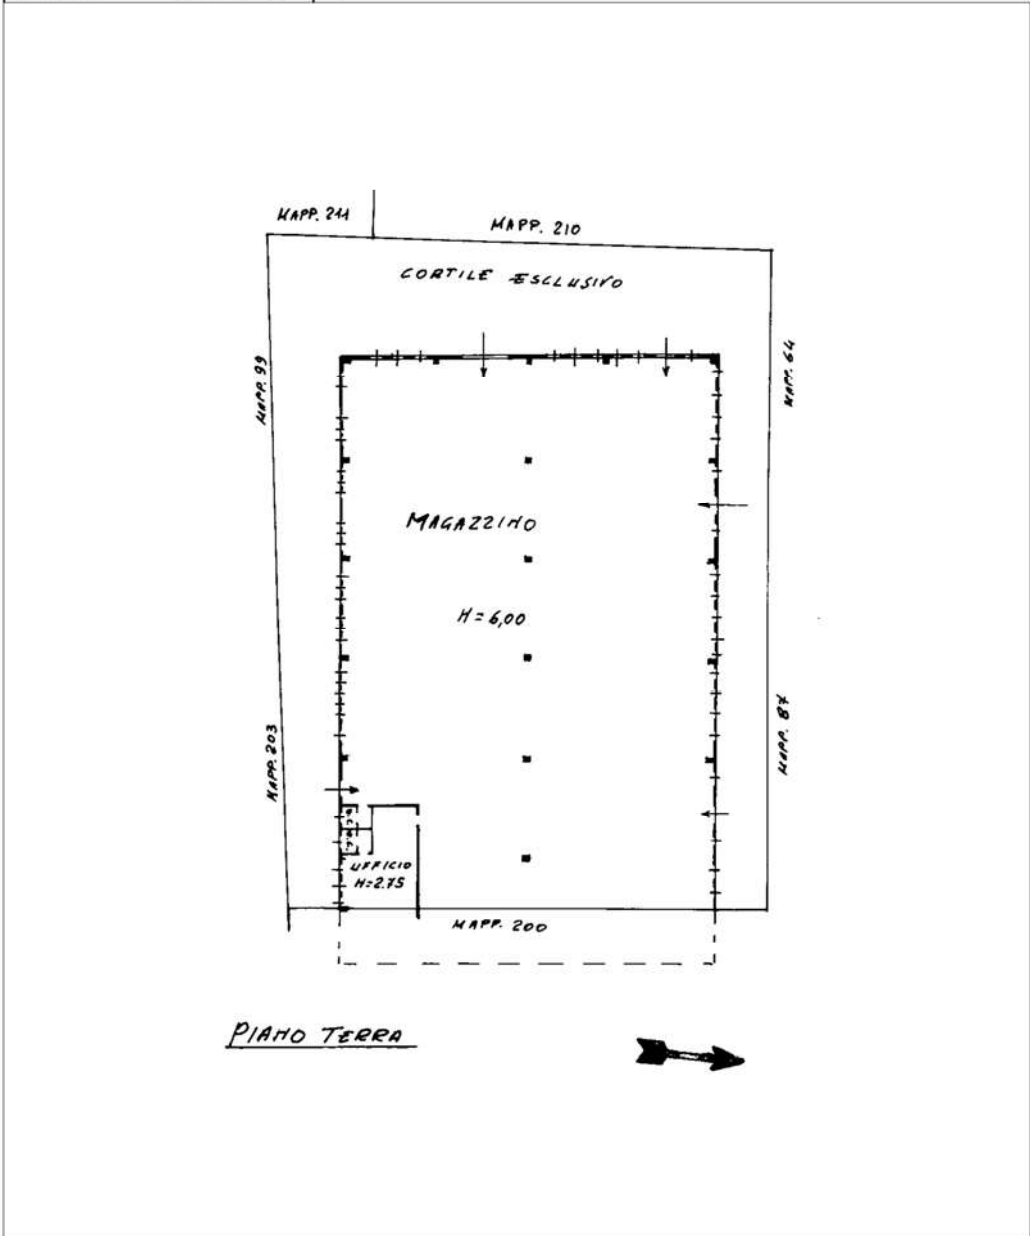 MAPP. 211
MAPP. 210
CORTILE ESCLUSIVO
MAPP. 99
MAPP. 64
MAGAZZINO
H = 6,00
MAPP. 203
MAPP. 87
UFFICIO
H=2.75
MAPP. 200
PIANO TERRA